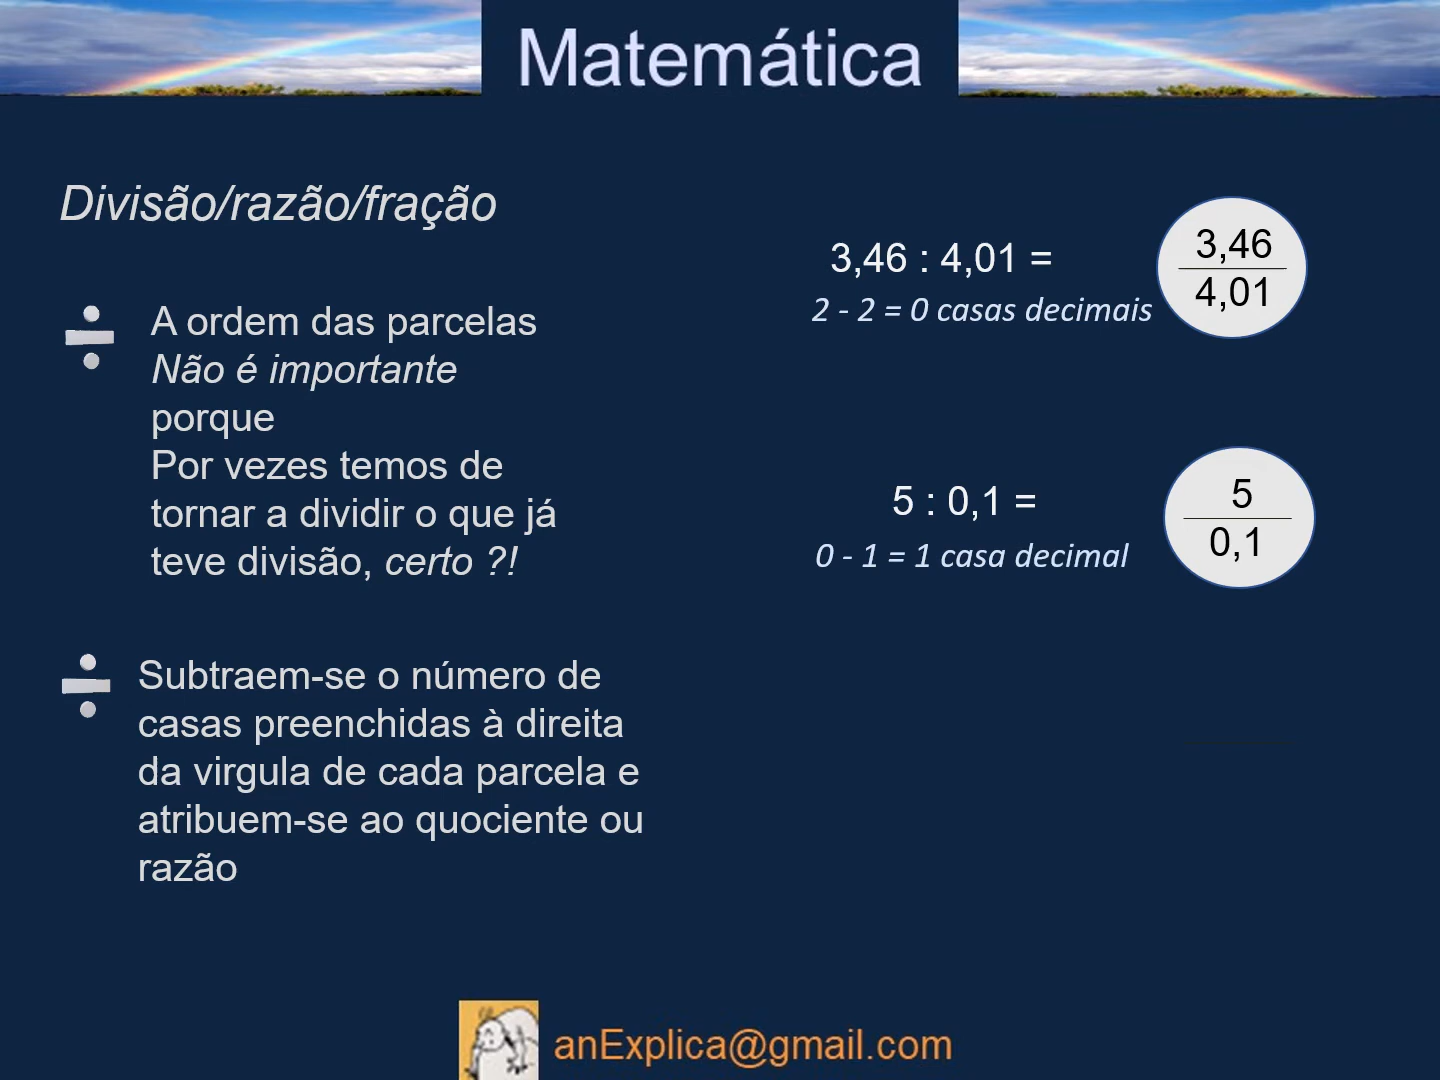 Matemática
Divisão/razão/fração
A ordem das parcelas
Não é importante
porque
Por vezes temos de
tornar a dividir o que já
teve divisão, certo ?!
Subtraem-se o número de
casas preenchidas à direita
da virgula de cada parcela e
atribuem-se ao quociente ou
razão
3,46 : 4,01 =
2 - 2 = 0 casas decimais
3,46
4,01
5 : 0,1 =
0 - 1 = 1 casa decimal
5
0,1
anExplica@gmail.com